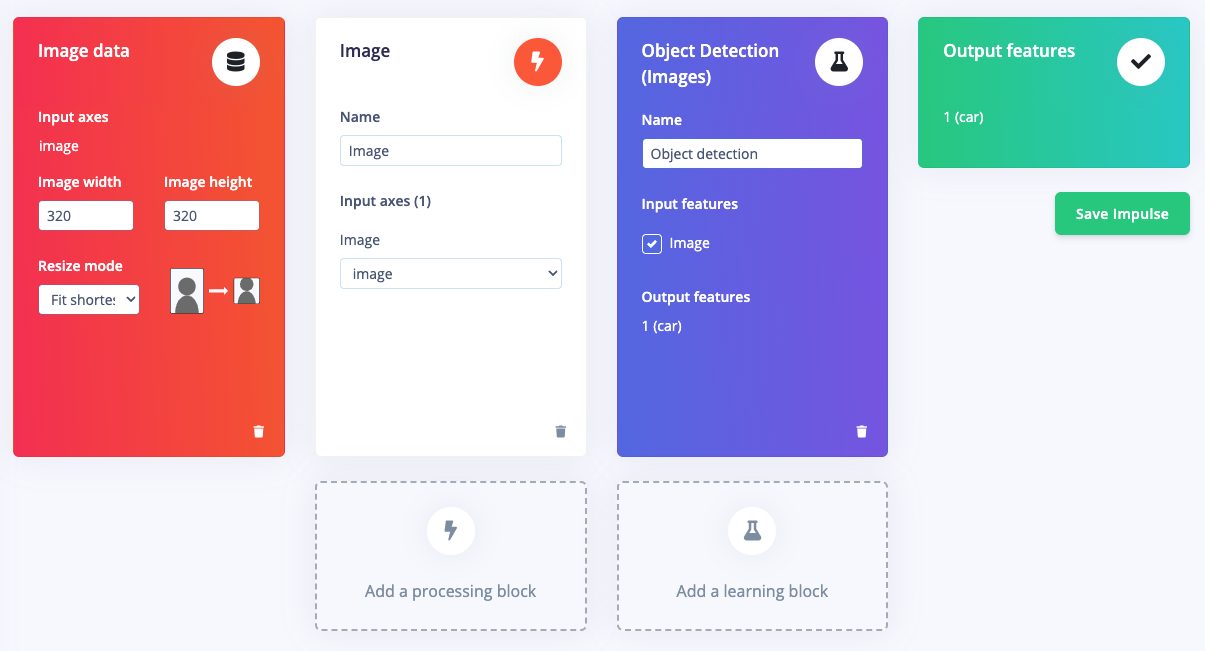 Image data
Input axes
image
Image width
Image height
320
320
Resize mode
Fit shortes
Image
Name
Image
Input axes (1)
Image
image
Object Detection
(Images)
Name
Object detection
Input features
Image
Output features
1 (car)
Output features
1 (car)
Save Impulse
Add a processing block
Add a learning block